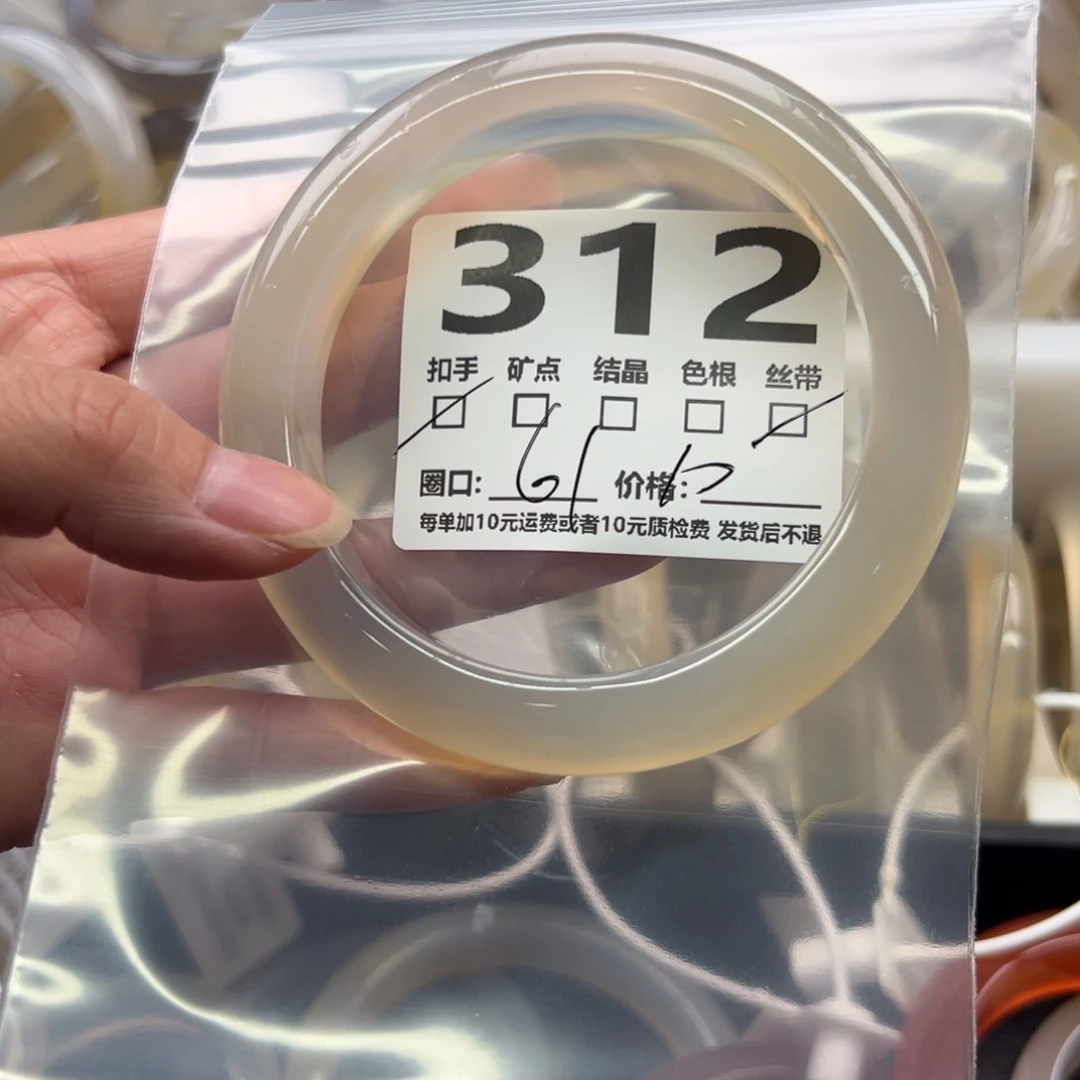 312
扣手 矿点 结晶 色根 丝带
圈口: 61 价格:
每单加10元运费或者10元质检费 发货后不退